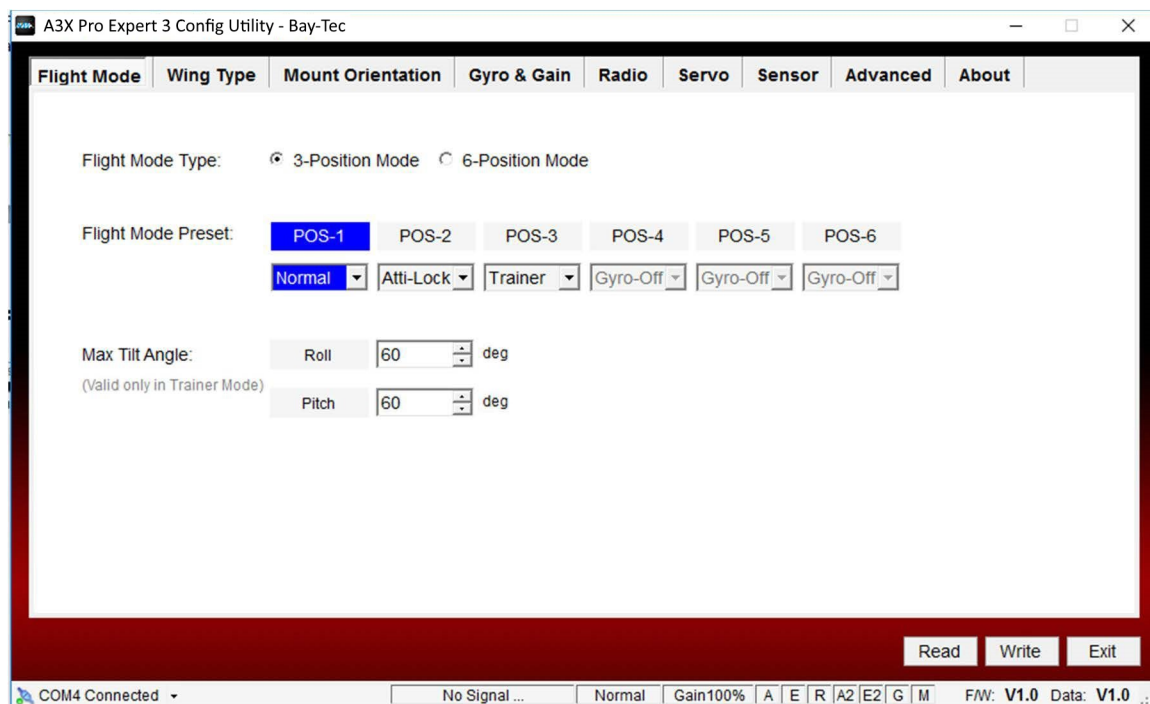 A3X Pro Expert 3 Config Utility - Bay-Tec
Flight Mode Wing Type Mount Orientation Gyro & Gain Radio Servo Sensor Advanced About
Flight Mode Type: 3-Position Mode 6-Position Mode
Flight Mode Preset: POS-1 POS-2 POS-3 POS-4 POS-5 POS-6
Normal Atti-Lock Trainer Gyro-Off Gyro-Off Gyro-Off
Max Tilt Angle: Roll 60 deg
(Valid only in Trainer Mode)
Pitch 60 deg
Read Write Exit
COM4 Connected No Signal ... Normal Gain100% A E R A2 E2 G M F/W: V1.0 Data: V1.0